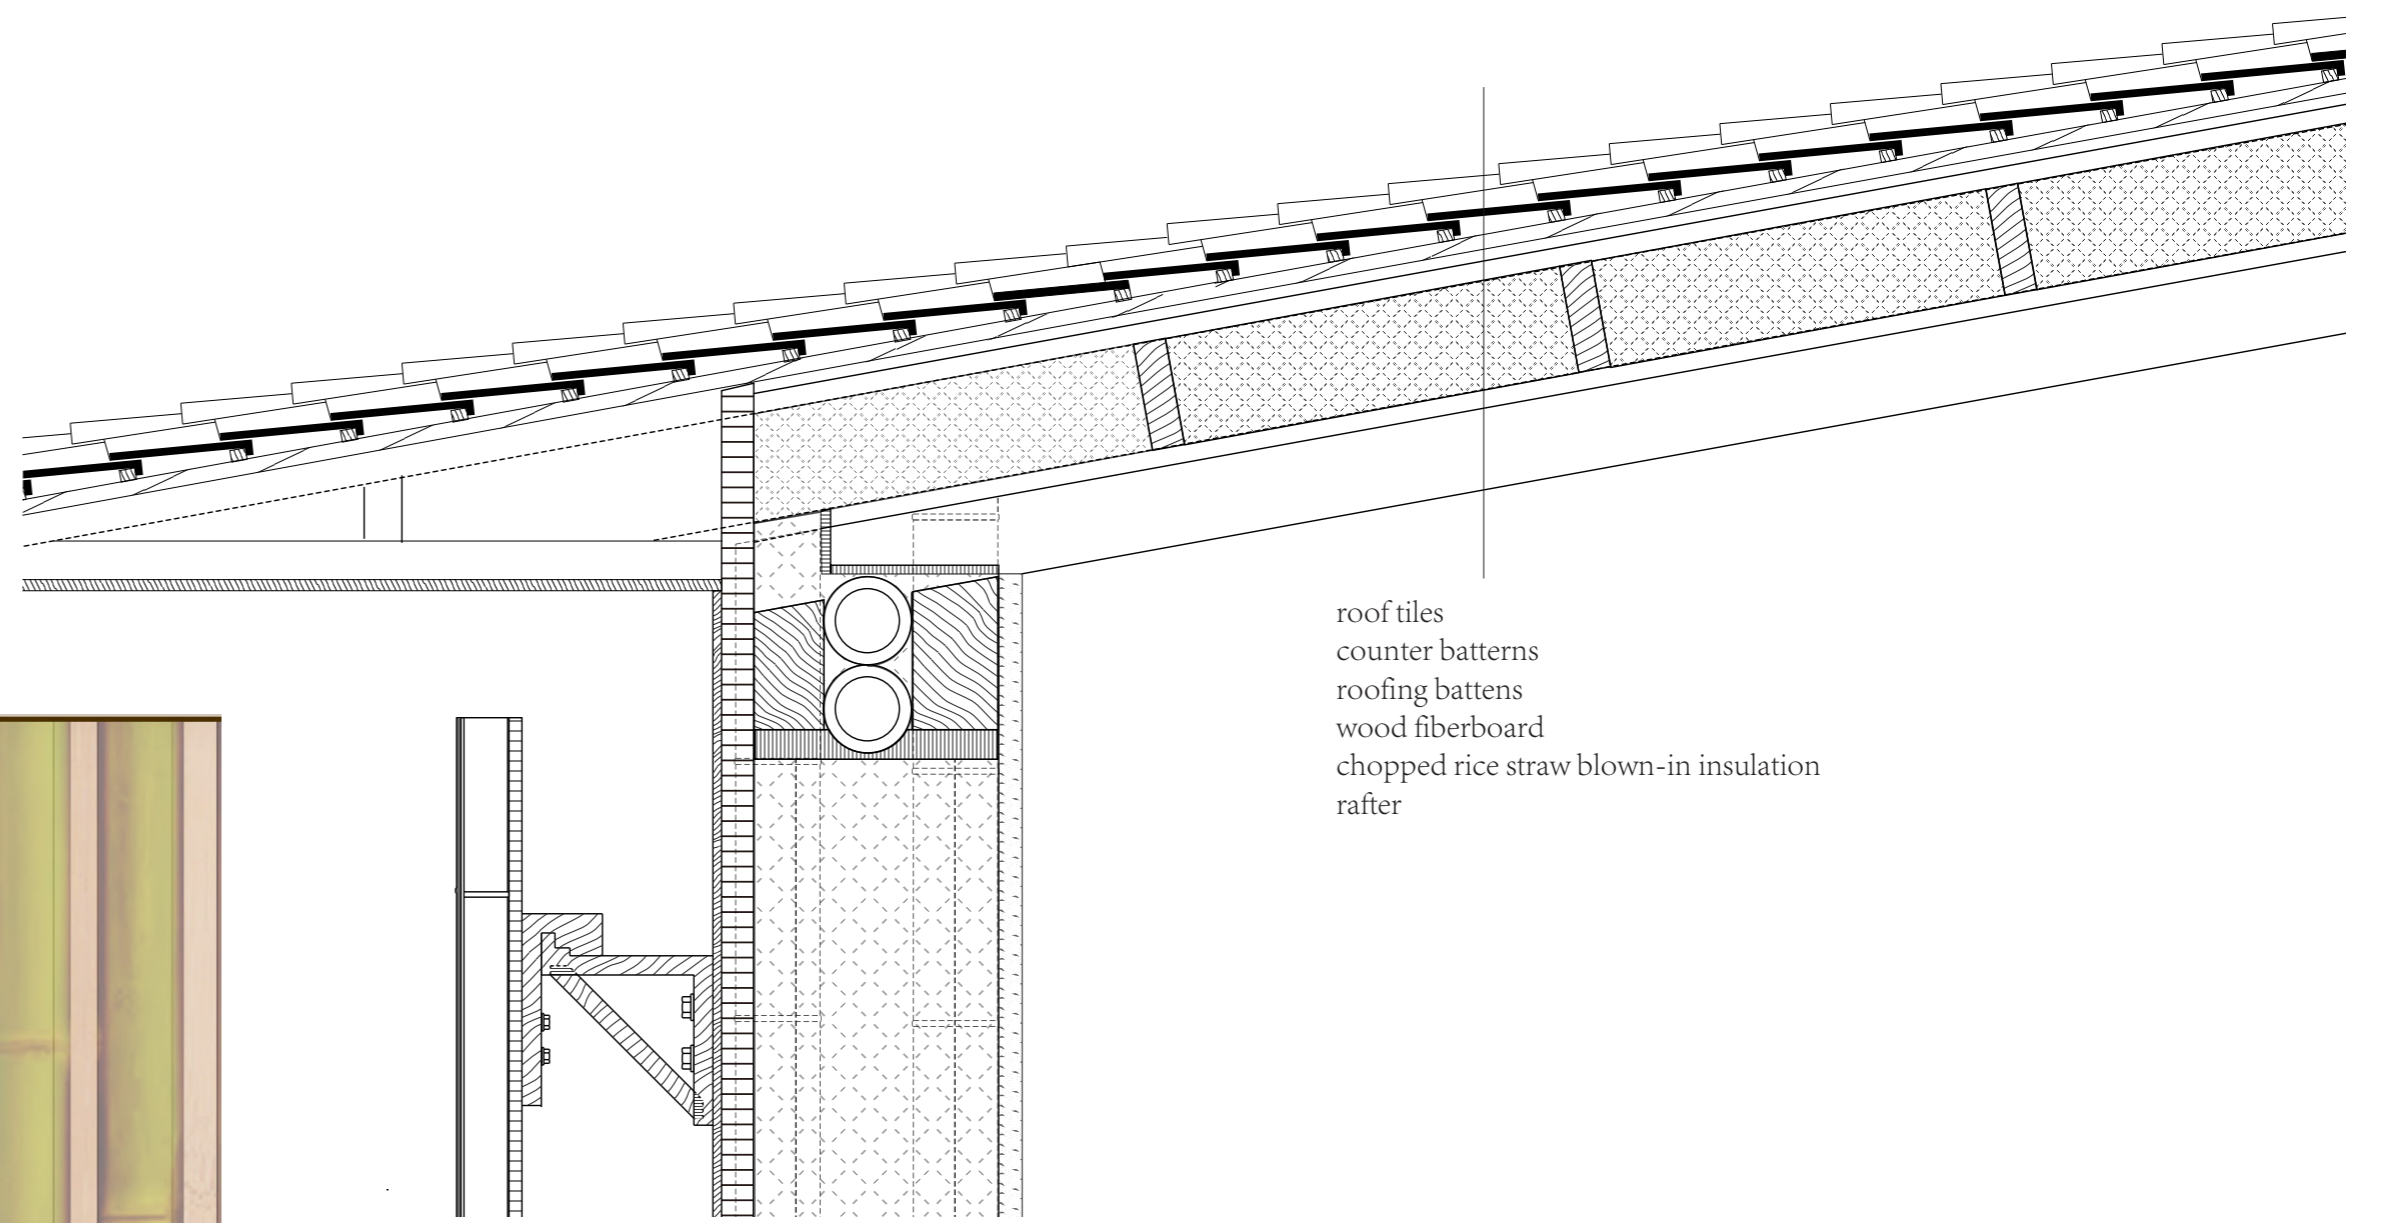 roof tiles
counter batterns
roofing battens
wood fiberboard
chopped rice straw blown-in insulation
rafter